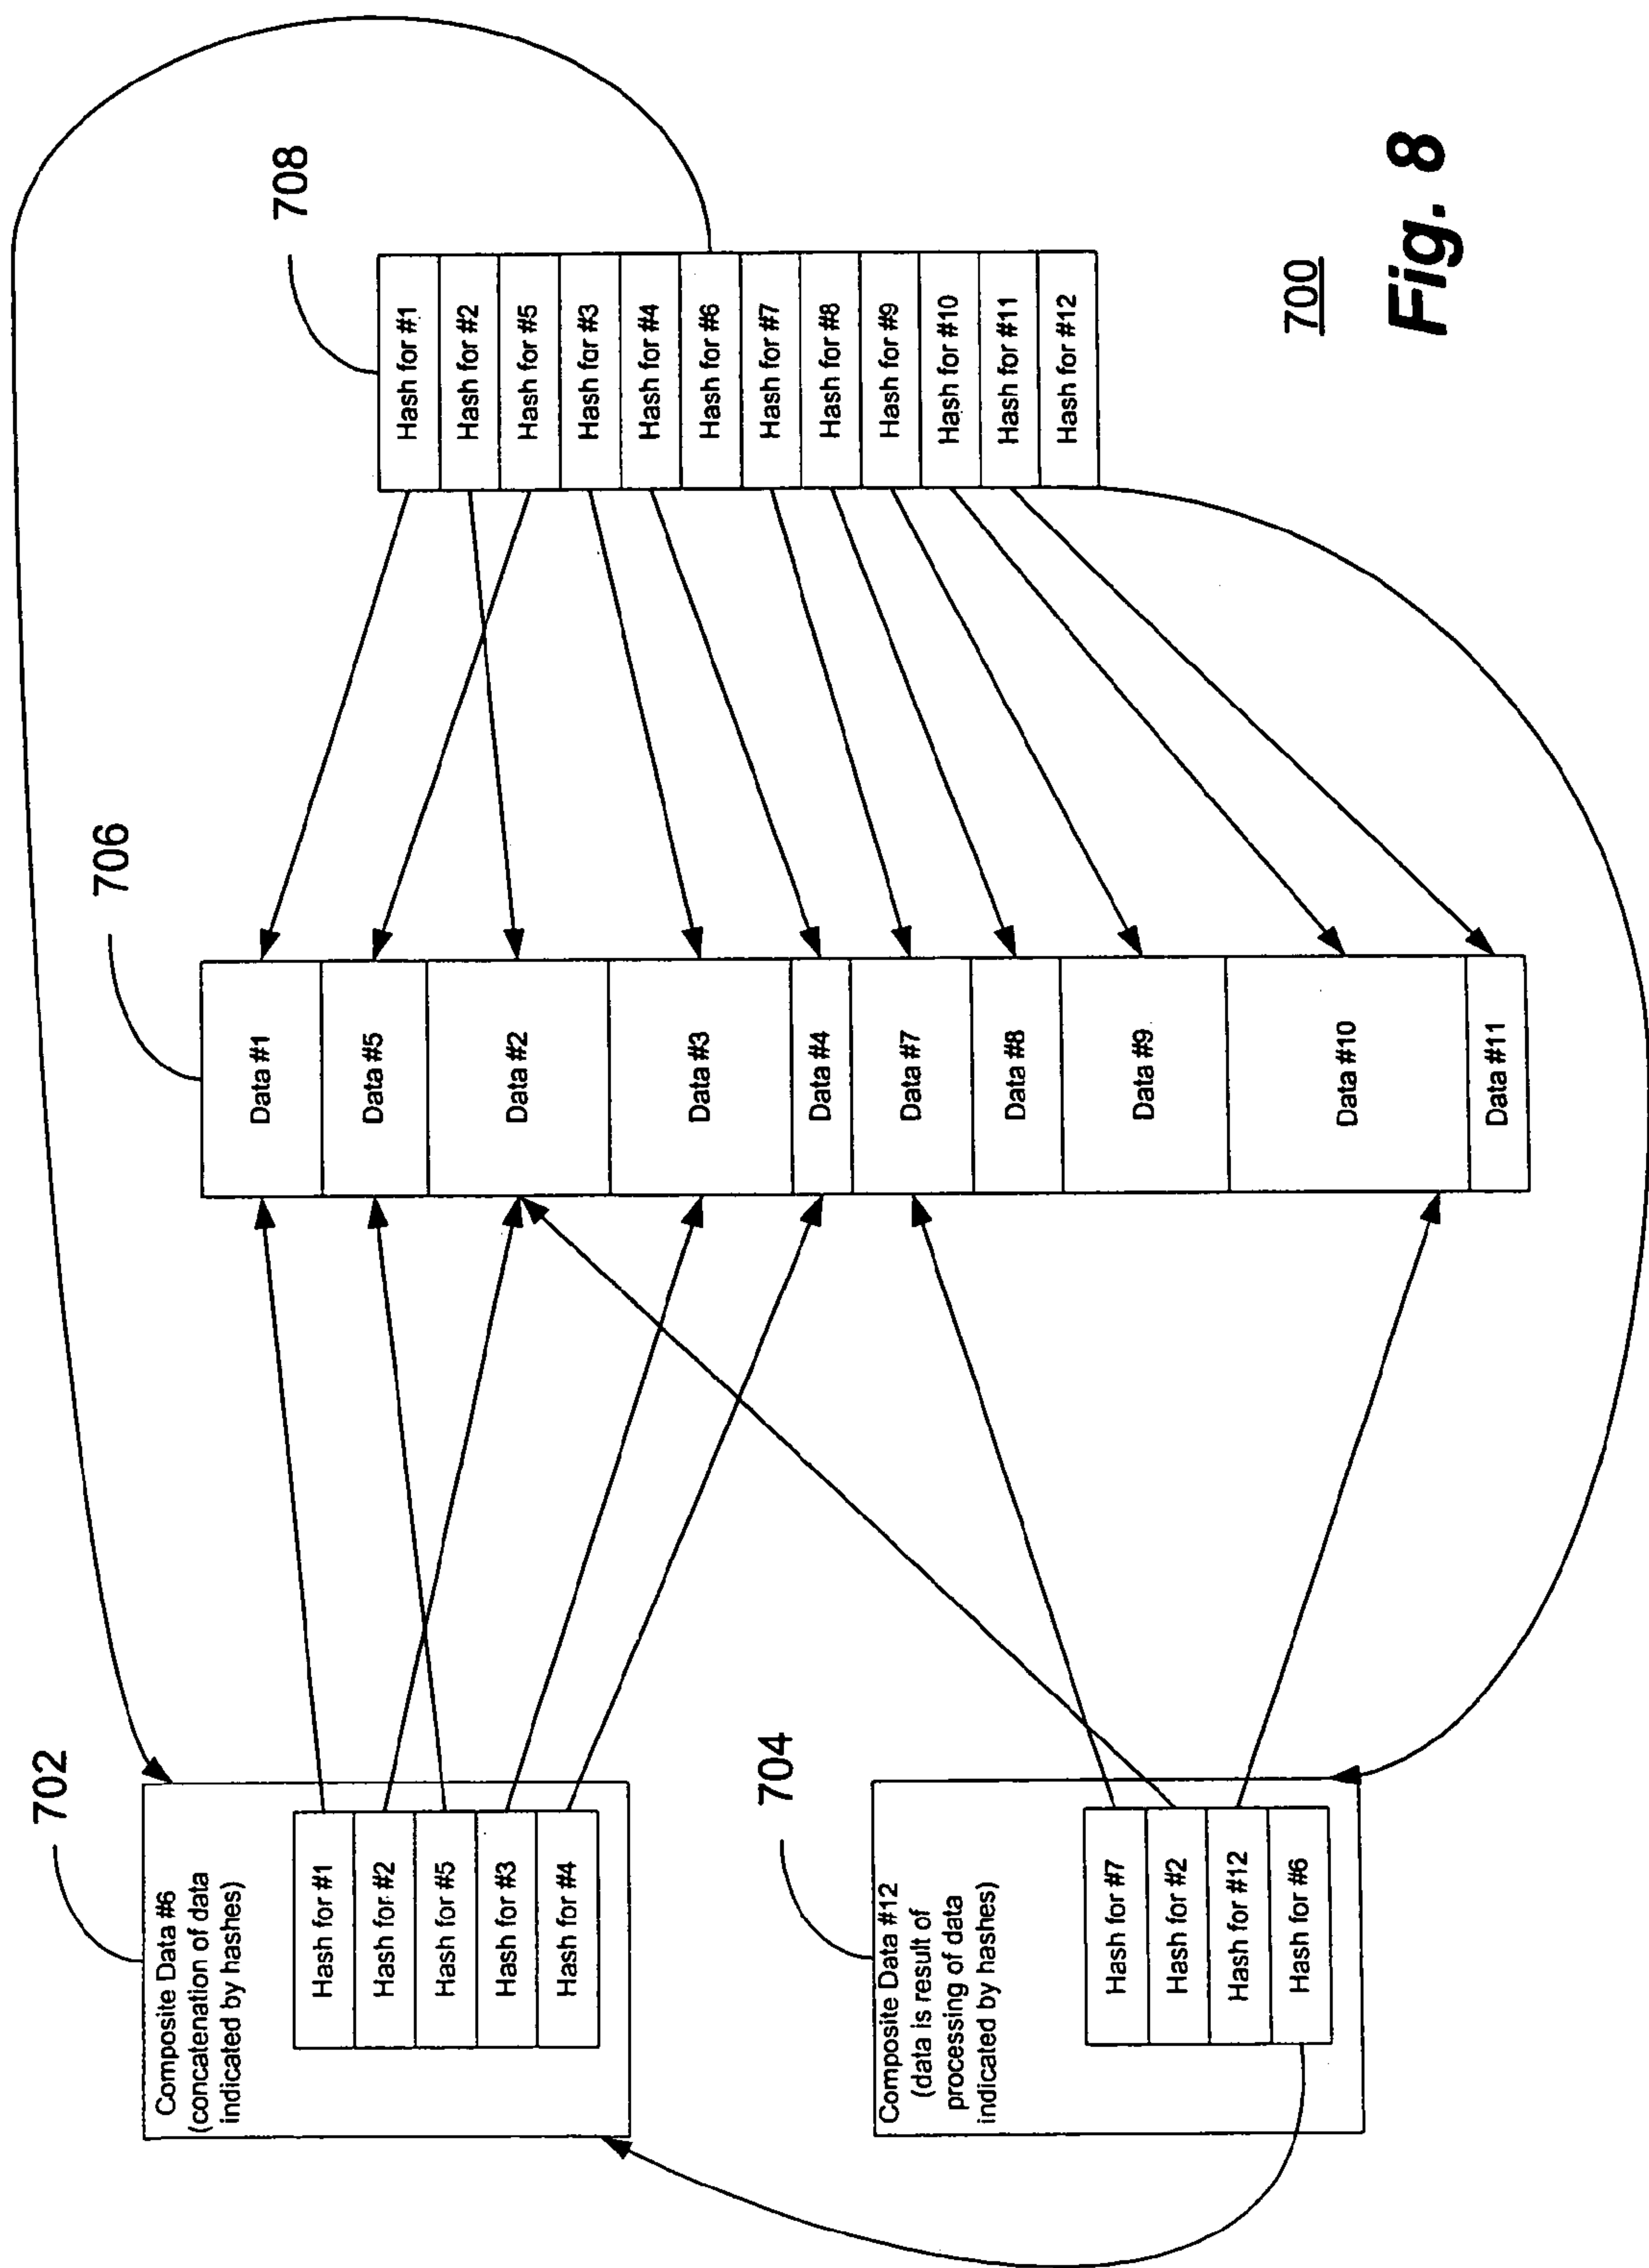 702
Composite Data #6
(concatenation of data
indicated by hashes)
Hash for #1
Hash for #2
Hash for #5
Hash for #3
Hash for #4
704
Composite Data #12
(data is result of
processing of data
indicated by hashes)
Hash for #7
Hash for #2
Hash for #12
Hash for #6
706
Data #1
Data #5
Data #2
Data #3
Data #4
Data #7
Data #8
Data #9
Data #10
Data #11
708
Hash for #1
Hash for #2
Hash for #5
Hash for #3
Hash for #4
Hash for #6
Hash for #7
Hash for #8
Hash for #9
Hash for #10
Hash for #11
Hash for #12
700
Fig. 8